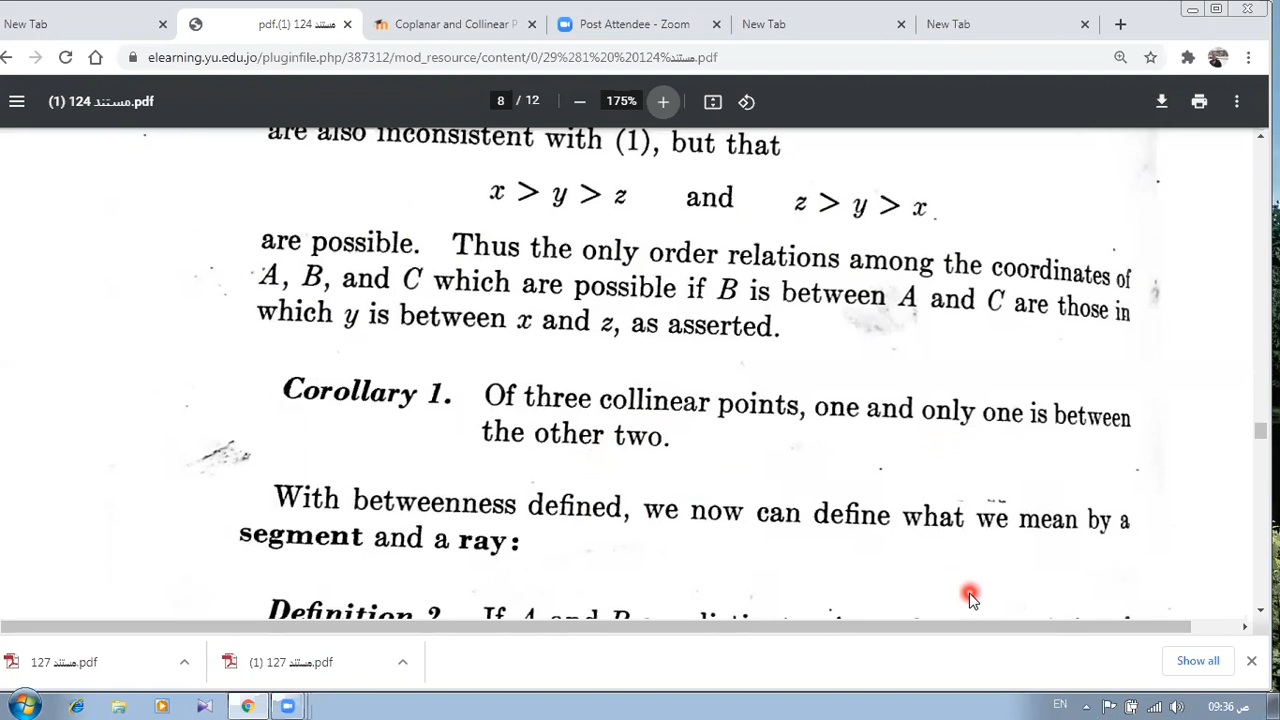 New Tab
pdf.(1) 124 مستند
Coplanar and Collinear P
Post Attendee - Zoom
New Tab
New Tab
elearning.yu.edu.jo/pluginfile.php/387312/mod_resource/content/0/29%281%20%20124%مستند.pdf
(1) 124 مستند.pdf
8 / 12
175%
are also inconsistent with (1), but that
x > y > z and z > y > x
are possible. Thus the only order relations among the coordinates of
A, B, and C which are possible if B is between A and C are those in
which y is between x and z, as asserted.
Corollary 1. Of three collinear points, one and only one is between
the other two.
With betweenness defined, we now can define what we mean by a
segment and a ray:
Definition 2. If A and B
127 مستند.pdf
(1) 127 مستند.pdf
Show all
EN
09:36 ص